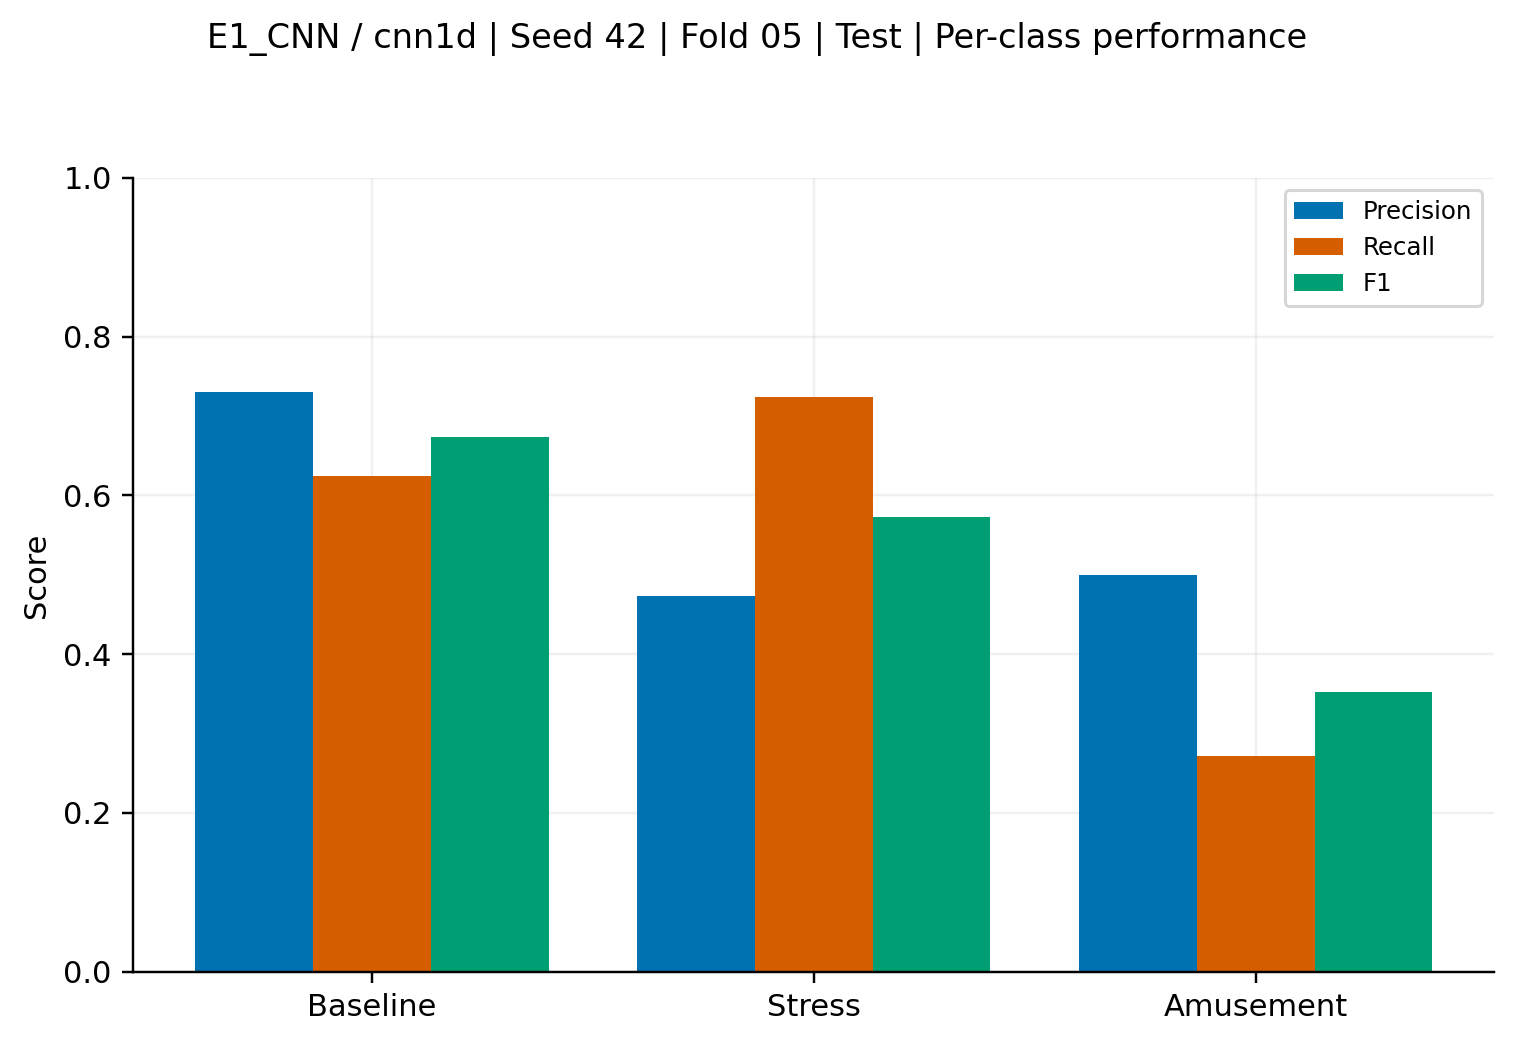 E1_CNN / cnn1d | Seed 42 | Fold 05 | Test | Per-class performance
1.0
0.8
0.6
0.4
0.2
0.0
Score
Precision
Recall
F1
Baseline
Stress
Amusement